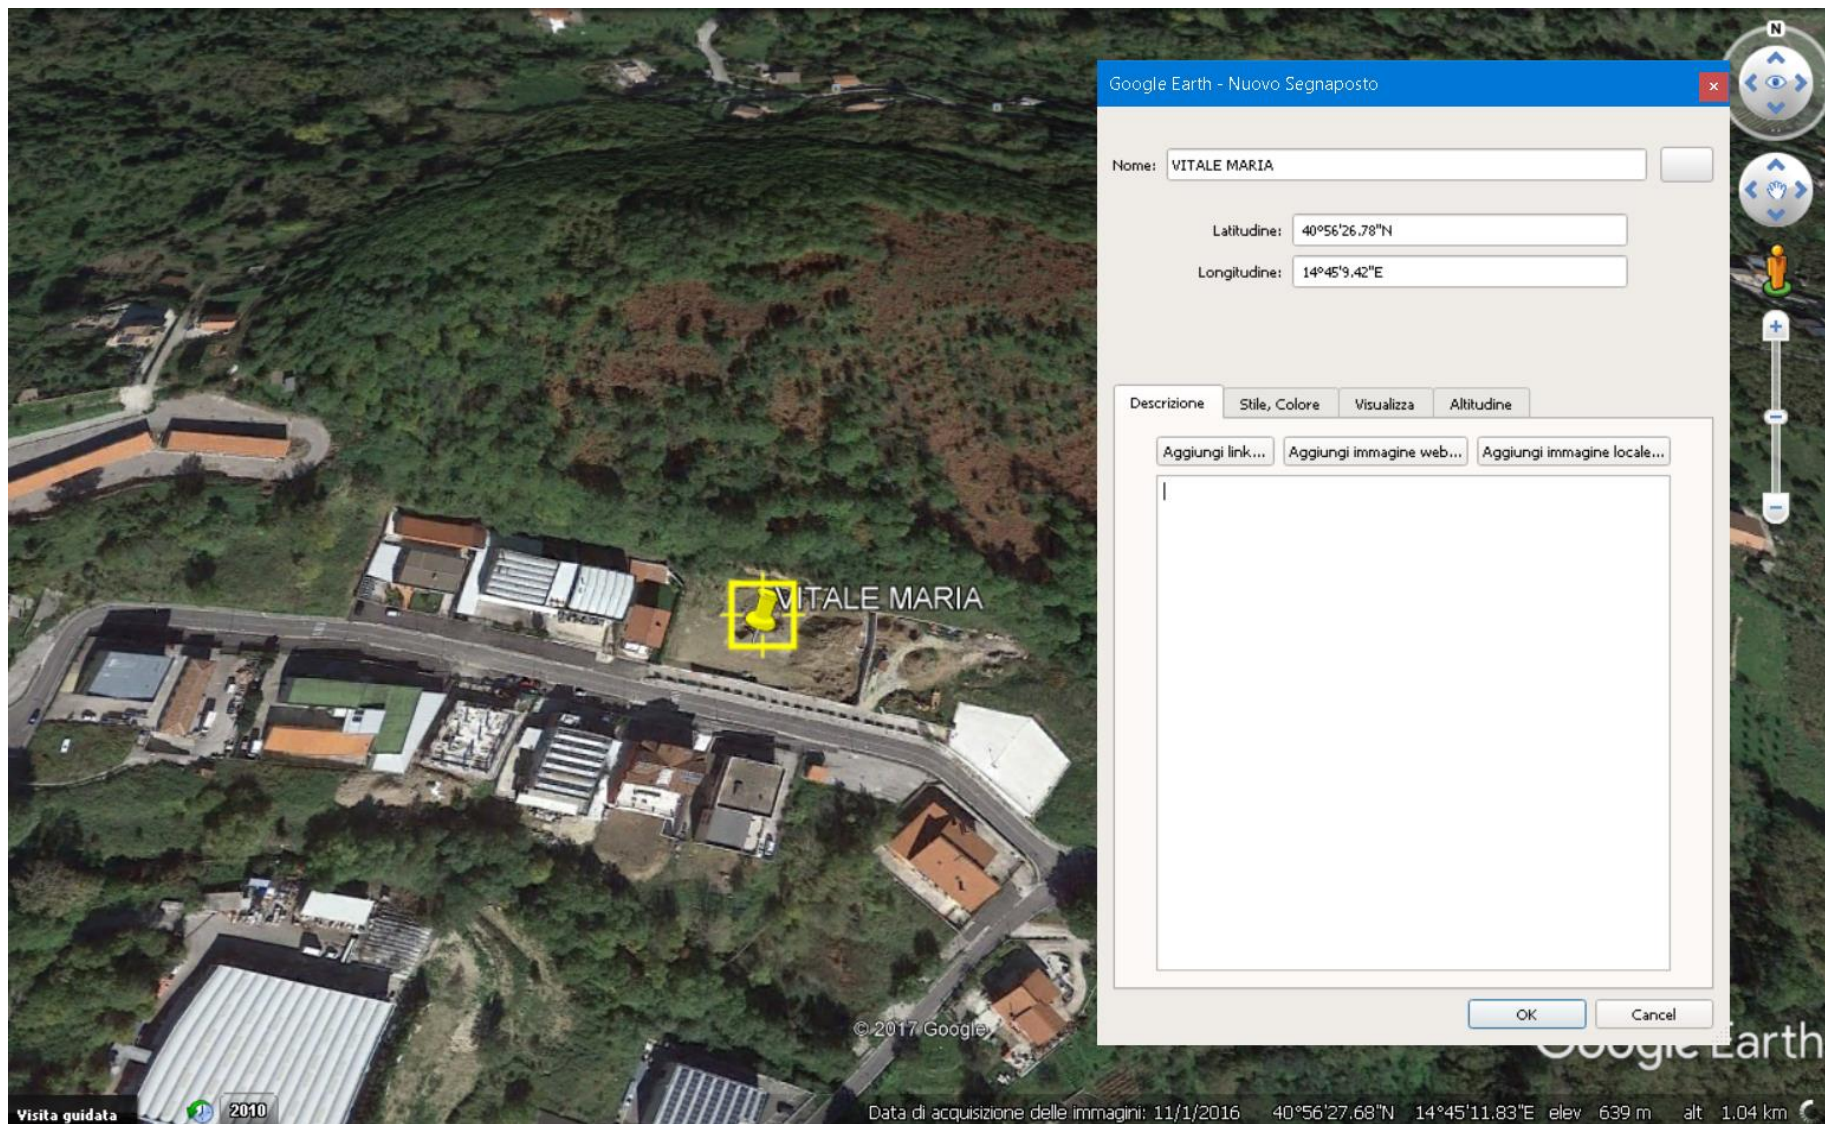 N
Google Earth - Nuovo Segnaposto
x
Nome: VITALE MARIA
Latitudine: 40°56'26.78"N
Longitudine: 14°45'9.42"E
Descrizione Stile, Colore Visualizza Altitudine
Aggiungi link... Aggiungi immagine web... Aggiungi immagine locale...
VITALE MARIA
OK Cancel
© 2017 Google
Google Earth
Visita guidata 2010 Data di acquisizione delle immagini: 11/1/2016 40°56'27.68"N 14°45'11.83"E elev 639 m alt 1.04 km